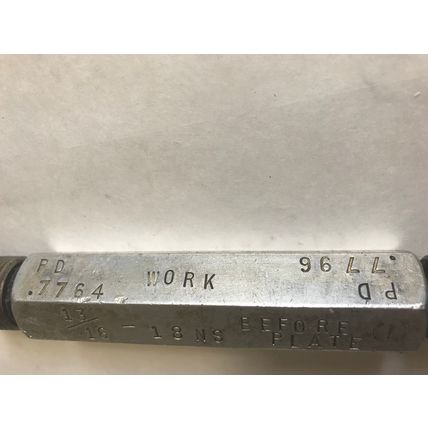 PD
.7764
WORK
.7796
PD
13/16 - 18NS
BEFORE
PLATE